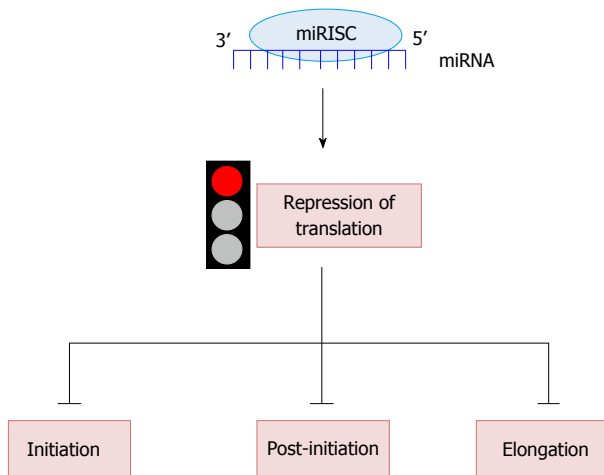 miRISC
3′
5′
miRNA
Repression of
translation
Initiation
Post-initiation
Elongation